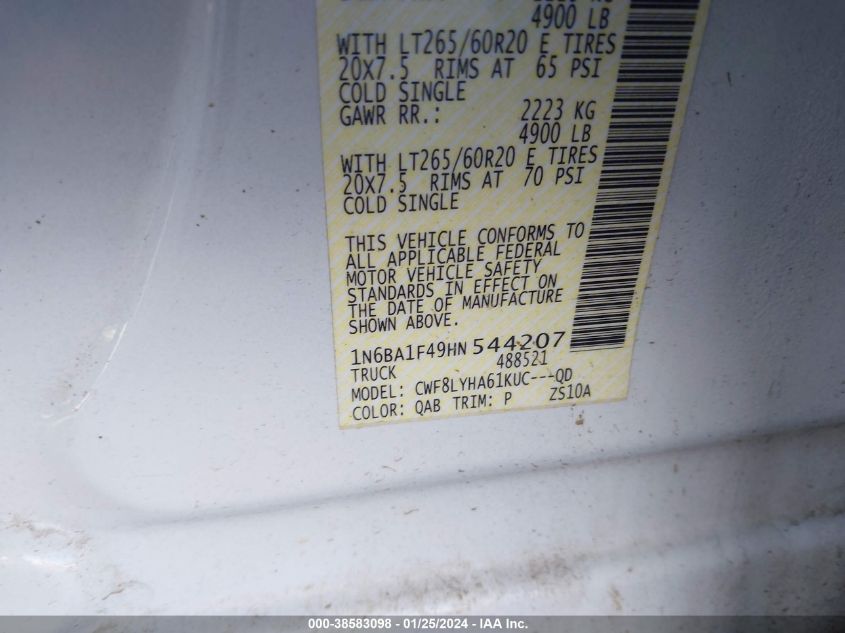 4900 LB
WITH LT265/60R20 E TIRES
20X7.5 RIMS AT 65 PSI
COLD SINGLE
GAWR RR.: 2223 KG
4900 LB
WITH LT265/60R20 E TIRES
20X7.5 RIMS AT 70 PSI
COLD SINGLE
THIS VEHICLE CONFORMS TO
ALL APPLICABLE FEDERAL
MOTOR VEHICLE SAFETY
STANDARDS IN EFFECT ON
THE DATE OF MANUFACTURE
SHOWN ABOVE.
1N6BA1F49HN544207
TRUCK 488521
MODEL: CWF8LYHA61KUC---QD
COLOR: QAB TRIM: P ZS10A
000-38583098 - 01/25/2024 - IAA Inc.